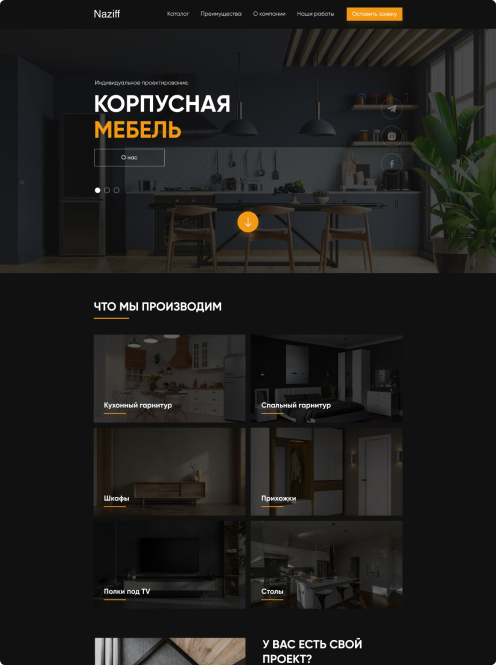 Naziff
Каталог Преимущества О компании Наши работы Оставить заявку
Индивидуальное проектирование.
КОРПУСНАЯ
МЕБЕЛЬ
О нас
ЧТО МЫ ПРОИЗВОДИМ
Кухонный гарнитур Спальный гарнитур
Шкафы Прихожки
Полки под TV Столы
У ВАС ЕСТЬ СВОЙ
ПРОЕКТ?